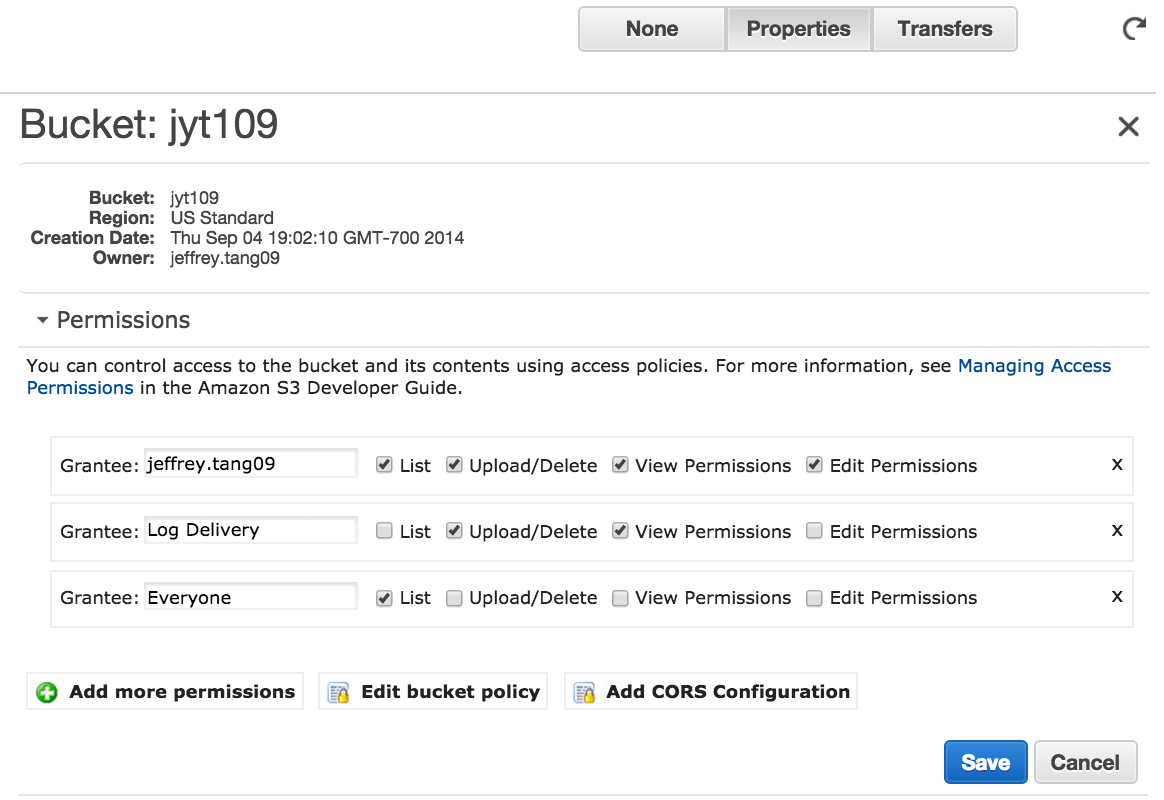 None Properties Transfers
Bucket: jyt109
Bucket: jyt109
Region: US Standard
Creation Date: Thu Sep 04 19:02:10 GMT-700 2014
Owner: jeffrey.tang09
Permissions
You can control access to the bucket and its contents using access policies. For more information, see Managing Access
Permissions in the Amazon S3 Developer Guide.
Grantee: jeffrey.tang09 List Upload/Delete View Permissions Edit Permissions x
Grantee: Log Delivery List Upload/Delete View Permissions Edit Permissions x
Grantee: Everyone List Upload/Delete View Permissions Edit Permissions x
Add more permissions Edit bucket policy Add CORS Configuration
Save Cancel